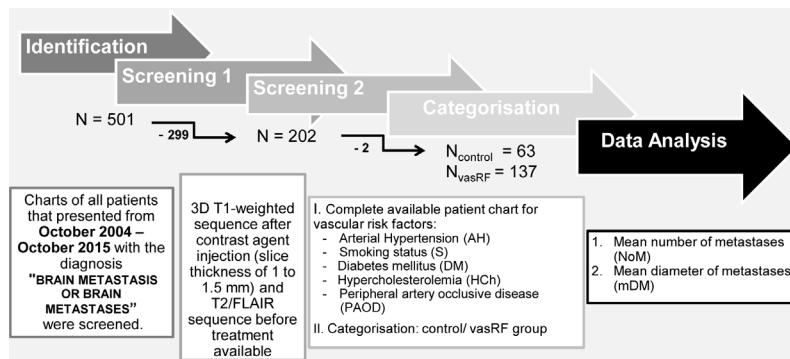 Identification
Screening 1
Screening 2
Categorisation
Data Analysis
N = 501
- 299
N = 202
- 2
Ncontrol = 63
NvasRF = 137
Charts of all patients
that presented from
October 2004 –
October 2015 with the
diagnosis
"BRAIN METASTASIS
OR BRAIN
METASTASES”
were screened.
3D T1-weighted
sequence after
contrast agent
injection (slice
thickness of 1 to
1.5 mm) and
T2/FLAIR
sequence before
treatment
available
I. Complete available patient chart for
vascular risk factors:
- Arterial Hypertension (AH)
- Smoking status (S)
- Diabetes mellitus (DM)
- Hypercholesterolemia (HCh)
- Peripheral artery occlusive disease
(PAOD)
II. Categorisation: control/ vasRF group
1. Mean number of metastases
(NoM)
2. Mean diameter of metastases
(mDM)